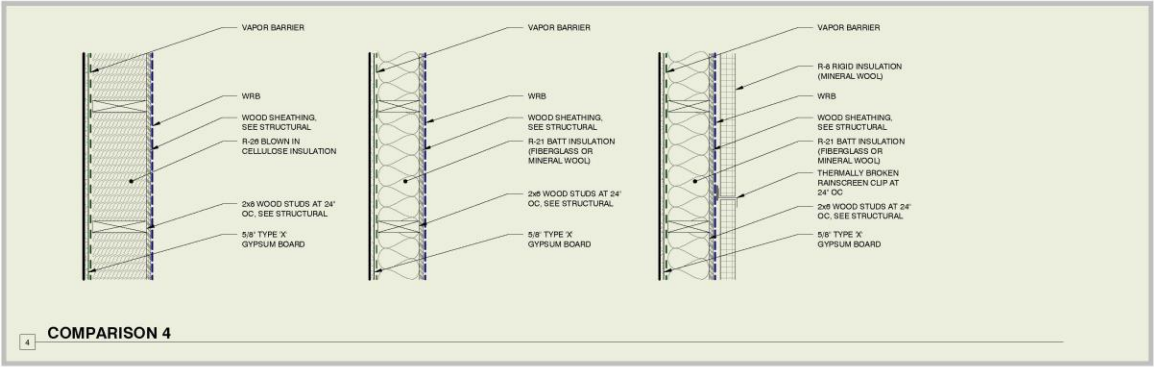 VAPOR BARRIER
WRB
WOOD SHEATHING,
SEE STRUCTURAL
R-26 BLOWN IN
CELLULOSE INSULATION
2x8 WOOD STUDS AT 24"
OC, SEE STRUCTURAL
5/8" TYPE 'X'
GYPSUM BOARD
VAPOR BARRIER
WRB
WOOD SHEATHING,
SEE STRUCTURAL
R-21 BATT INSULATION
(FIBERGLASS OR
MINERAL WOOL)
2x6 WOOD STUDS AT 24"
OC, SEE STRUCTURAL
5/8" TYPE 'X'
GYPSUM BOARD
VAPOR BARRIER
R-6 RIGID INSULATION
(MINERAL WOOL)
WRB
WOOD SHEATHING,
SEE STRUCTURAL
R-21 BATT INSULATION
(FIBERGLASS OR
MINERAL WOOL)
THERMALLY BROKEN
RAINSCREEN CLIP AT
24" OC
2x6 WOOD STUDS AT 24"
OC, SEE STRUCTURAL
5/8" TYPE 'X'
GYPSUM BOARD
4 COMPARISON 4